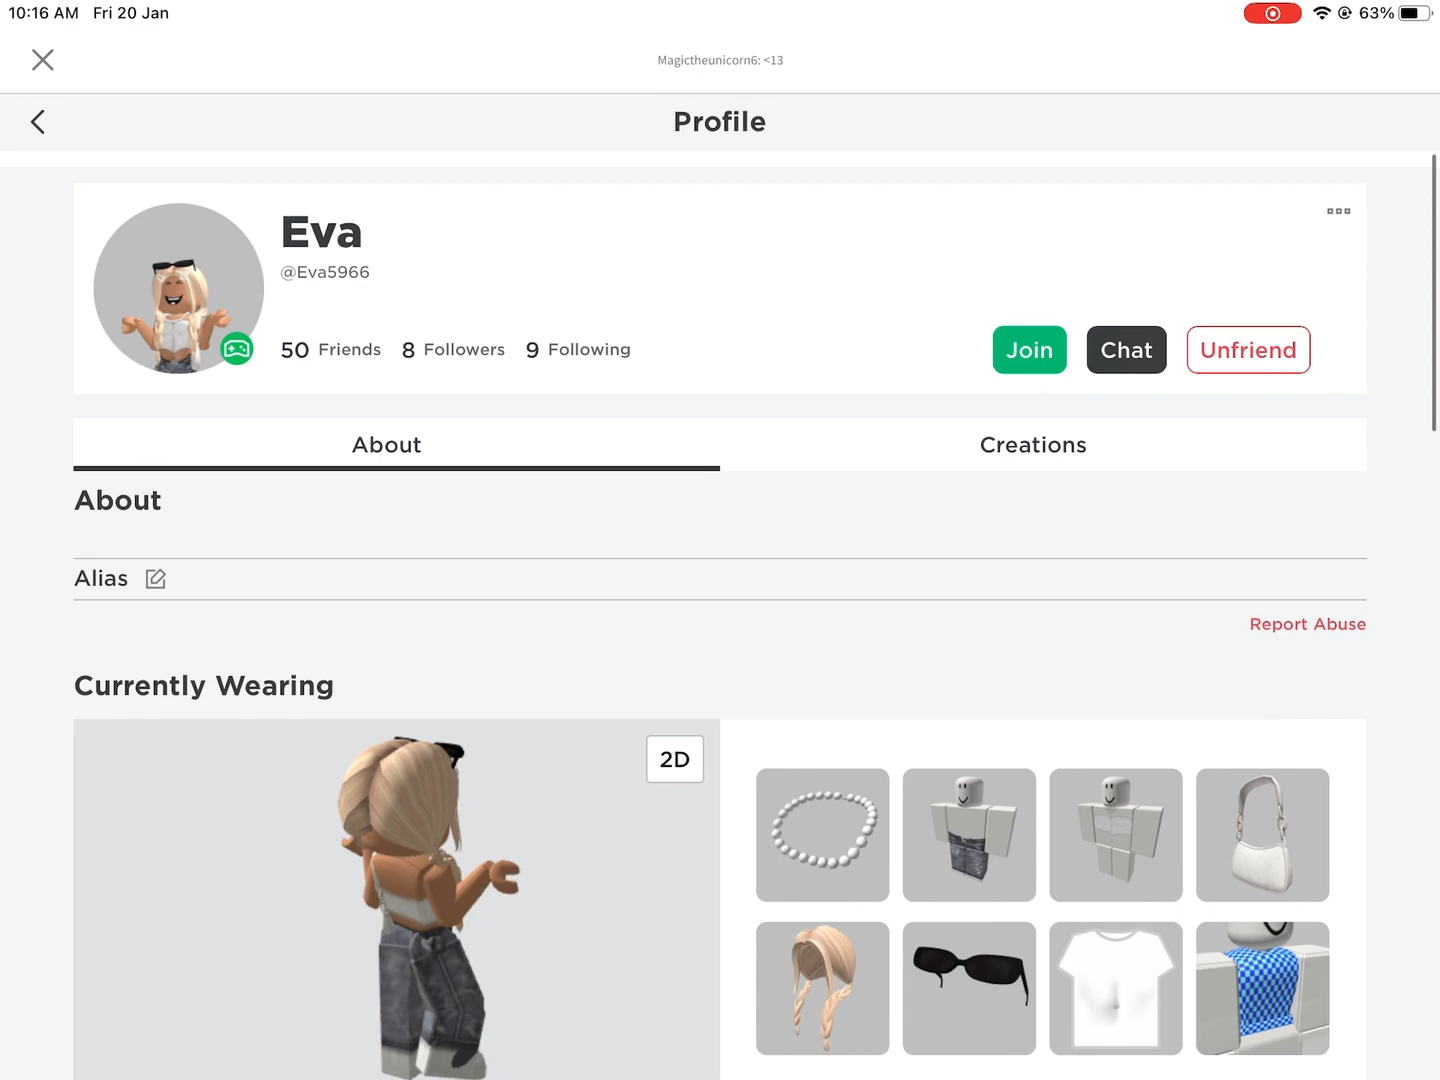 10:16 AM Fri 20 Jan
63%
Magictheunicorn6: <13
Profile
Eva
@Eva5966
50 Friends 8 Followers 9 Following
Join Chat Unfriend
About Creations
About
Alias
Report Abuse
Currently Wearing
2D